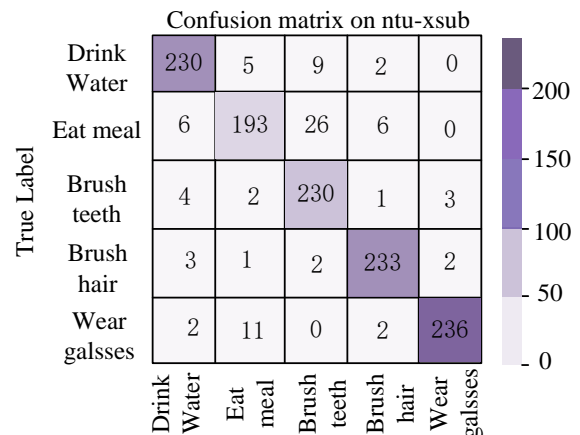 Confusion matrix on ntu-xsub
True Label
Drink
Water
230 5 9 2 0
Eat meal 6 193 26 6 0
Brush
teeth
4 2 230 1 3
Brush
hair
3 1 2 233 2
Wear
galsses
2 11 0 2 236
Drink
Water
Eat
meal
Brush
teeth
Brush
hair
Wear
galsses
200
150
100
50
0